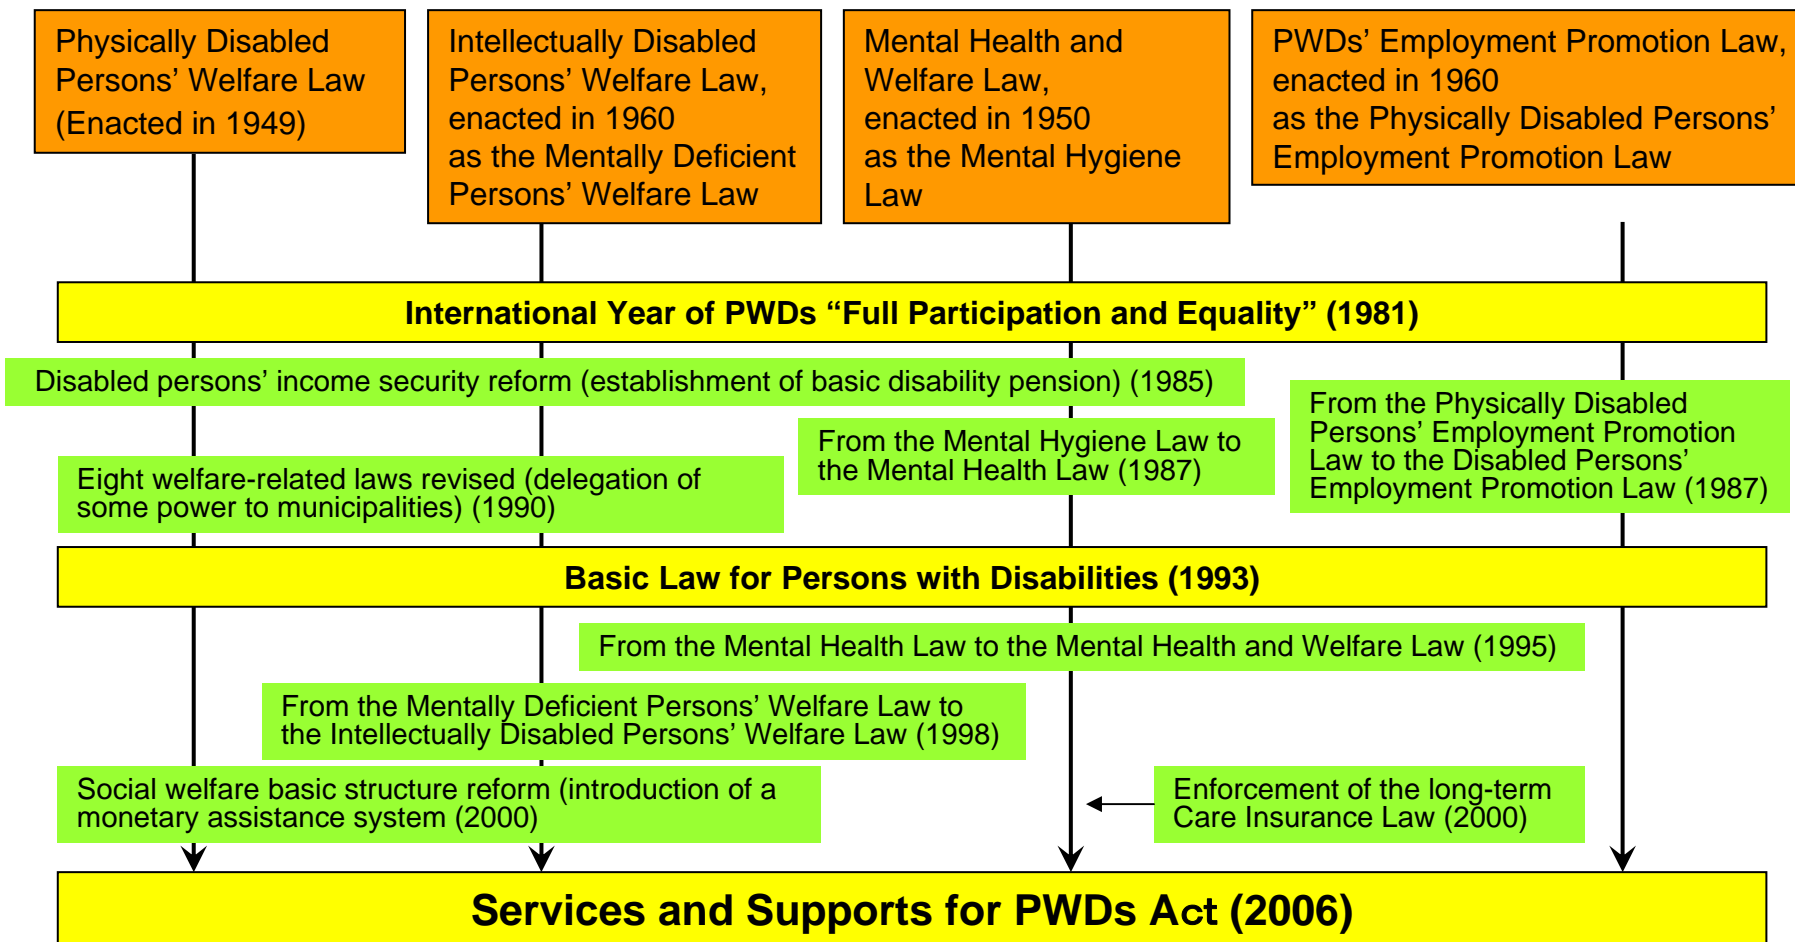 Physically Disabled
Persons’ Welfare Law
(Enacted in 1949)
Intellectually Disabled
Persons’ Welfare Law,
enacted in 1960
as the Mentally Deficient
Persons’ Welfare Law
Mental Health and
Welfare Law,
enacted in 1950
as the Mental Hygiene
Law
PWDs’ Employment Promotion Law,
enacted in 1960
as the Physically Disabled Persons’
Employment Promotion Law
International Year of PWDs “Full Participation and Equality” (1981)
Disabled persons’ income security reform (establishment of basic disability pension) (1985)
From the Physically Disabled
Persons’ Employment Promotion
Law to the Disabled Persons’
Employment Promotion Law (1987)
From the Mental Hygiene Law to
the Mental Health Law (1987)
Eight welfare-related laws revised (delegation of
some power to municipalities) (1990)
Basic Law for Persons with Disabilities (1993)
From the Mental Health Law to the Mental Health and Welfare Law (1995)
From the Mentally Deficient Persons’ Welfare Law to
the Intellectually Disabled Persons’ Welfare Law (1998)
Social welfare basic structure reform (introduction of a
monetary assistance system (2000)
Enforcement of the long-term
Care Insurance Law (2000)
Services and Supports for PWDs Act (2006)